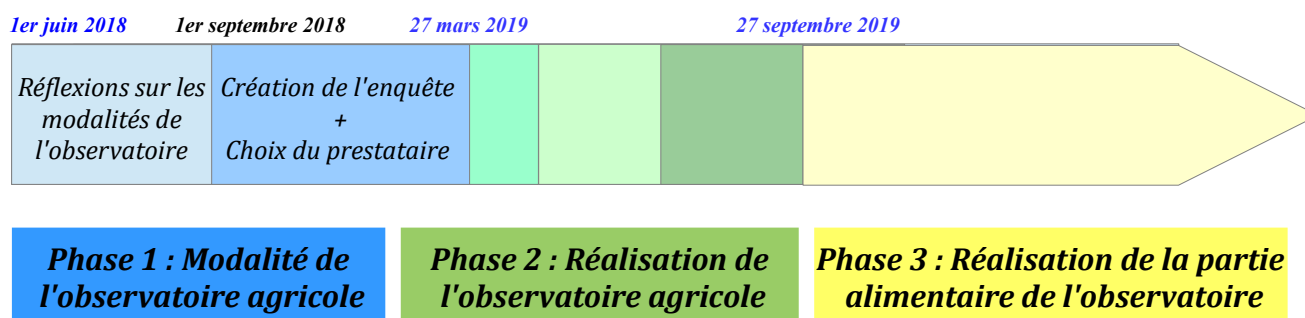 1er juin 2018 1er septembre 2018 27 mars 2019 27 septembre 2019
Réflexions sur les
modalités de
l'observatoire
Création de l'enquête
+
Choix du prestataire
Phase 1 : Modalité de
l'observatoire agricole
Phase 2 : Réalisation de
l'observatoire agricole
Phase 3 : Réalisation de la partie
alimentaire de l'observatoire